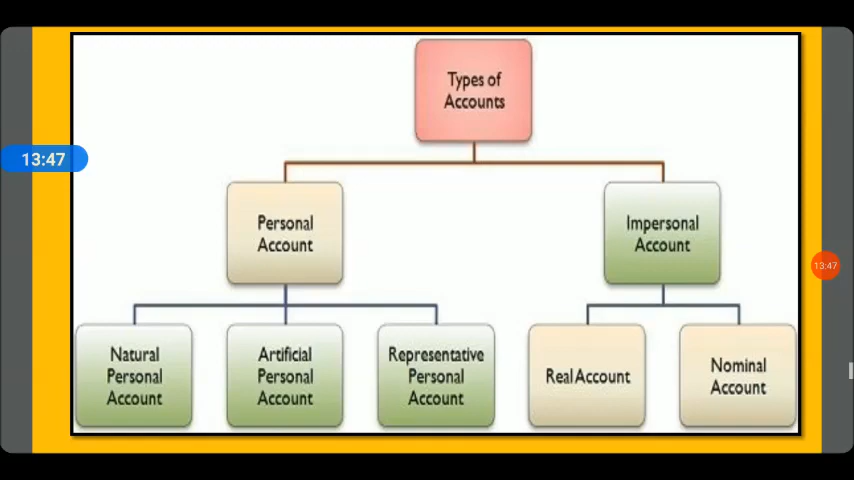 Types of
Accounts
13:47
Personal
Account
Impersonal
Account
13:47
Natural
Personal
Account
Artificial
Personal
Account
Representative
Personal
Account
Real Account
Nominal
Account